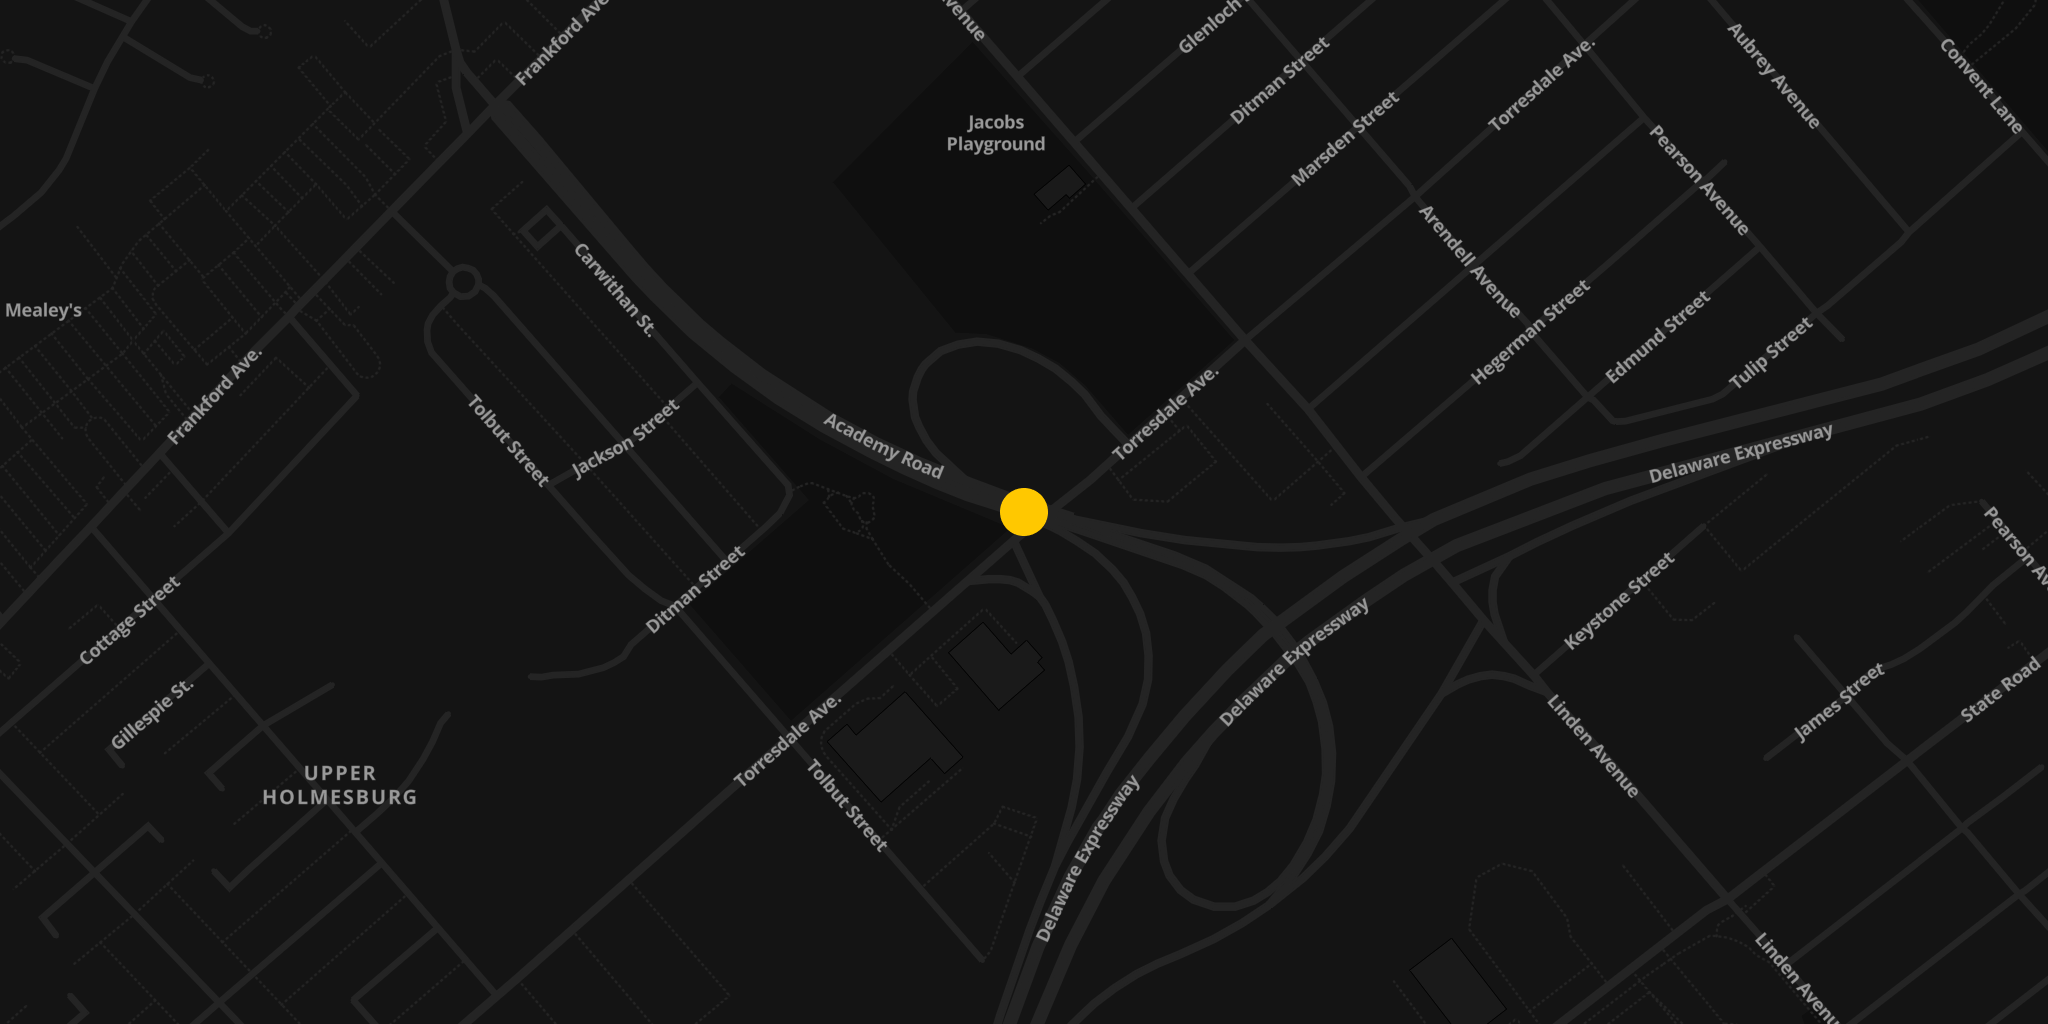 Frankford Ave.
venue
Glenloch
Ditman Street
Torresdale Ave.
Aubrey Avenue
Convent Lane
Jacobs
Playground
Marsden Street
Pearson Avenue
Arendell Avenue
Carwithan St.
Mealey's
Hegerman Street
Edmund Street
Tulip Street
Frankford Ave.
Tolbut Street
Jackson Street
Academy Road
Torresdale Ave.
Delaware Expressway
Pearson Av
Ditman Street
Cottage Street
Keystone Street
Delaware Expressway
Gillespie St.
Torresdale Ave.
James Street
State Road
Linden Avenue
UPPER
HOLMESBURG
Tolbut Street
Delaware Expressway
Linden Avenu